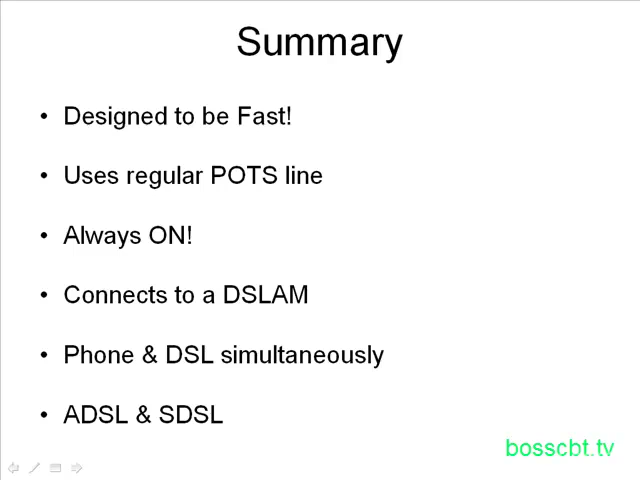 Summary
• Designed to be Fast!
• Uses regular POTS line
• Always ON!
• Connects to a DSLAM
• Phone & DSL simultaneously
• ADSL & SDSL
bosscbt.tv